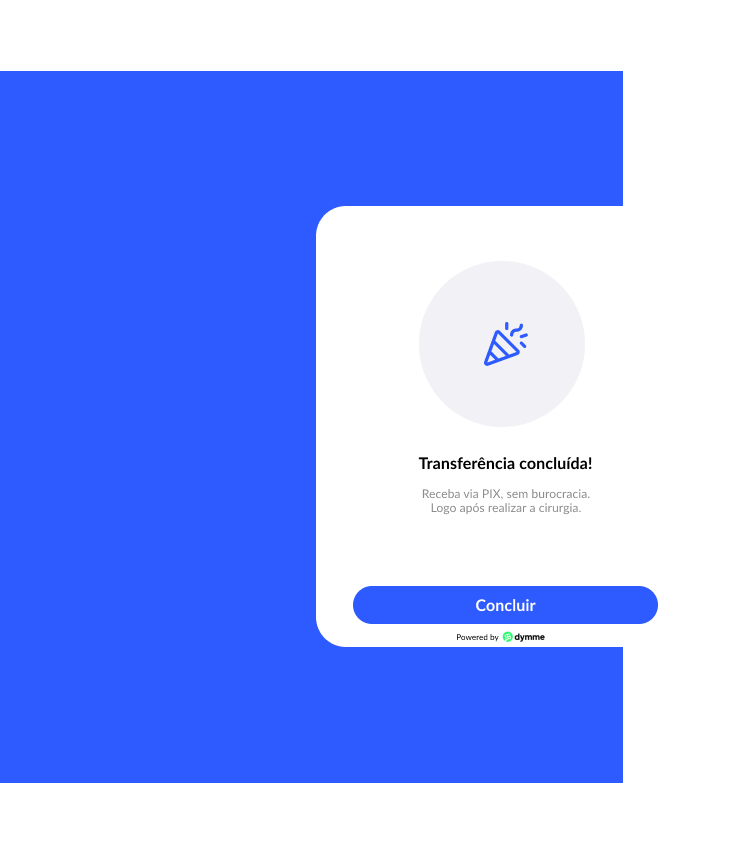 Transferência concluída!
Receba via PIX, sem burocracia.
Logo após realizar a cirurgia.
Concluir
Powered by dymme